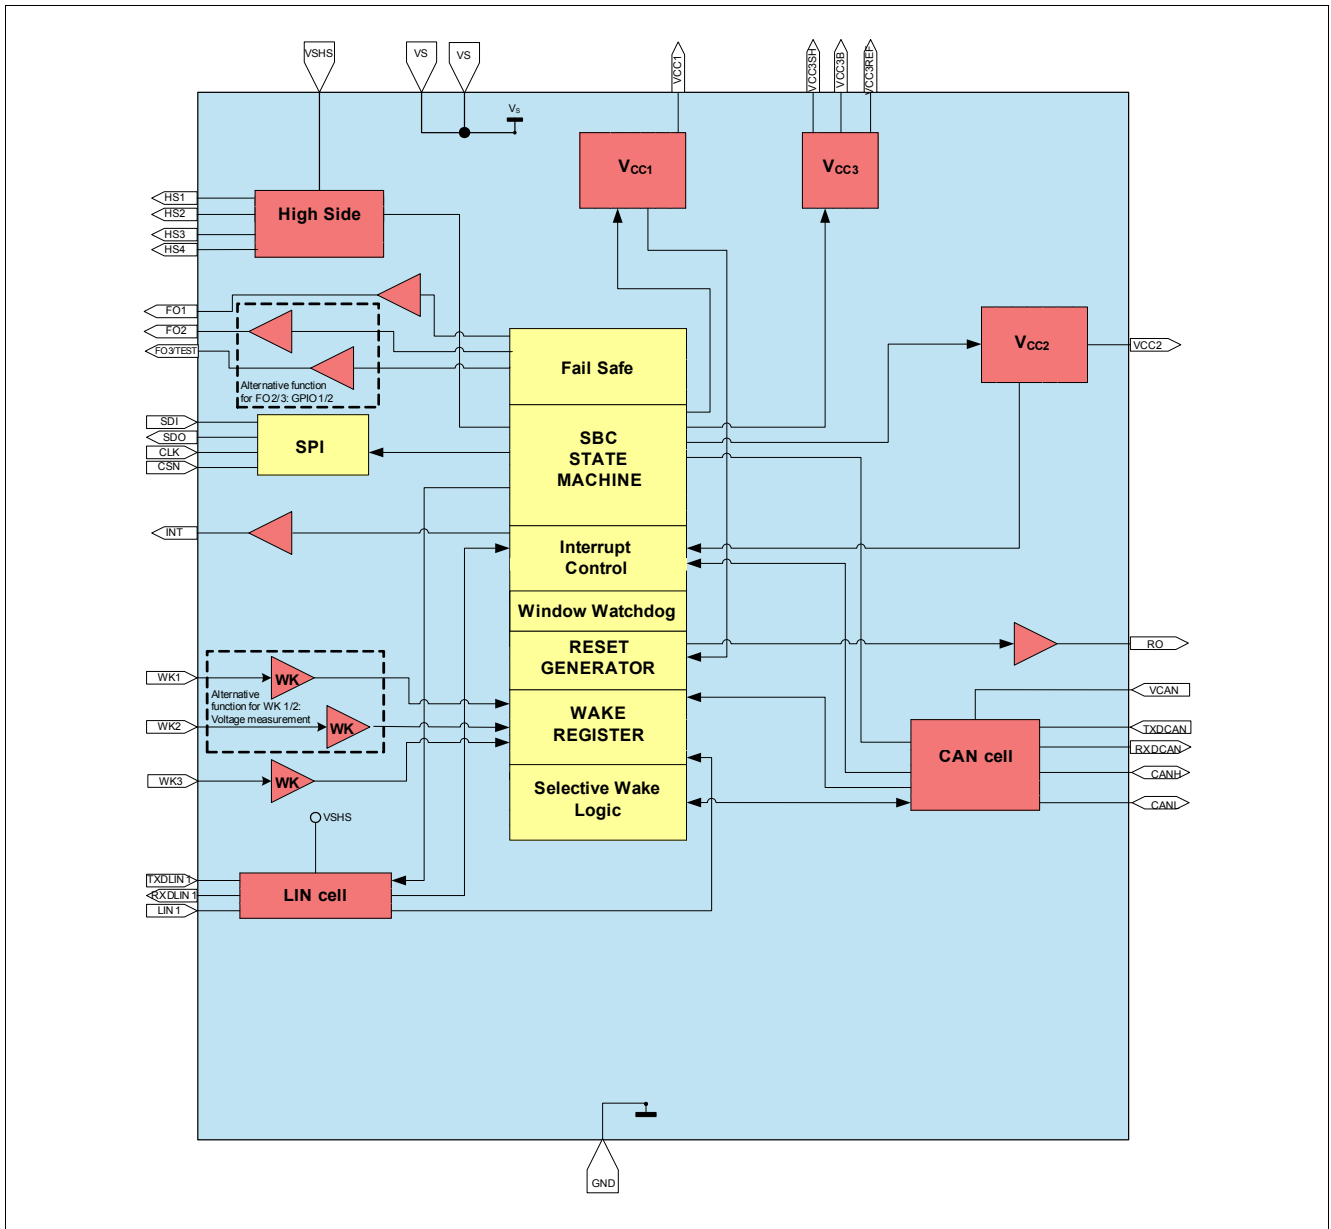 VSHS
VS
VS
VCC1
VCC3SH
VCC3B
VCC3REF
Vs
VCC1
VCC3
HS1
HS2
HS3
HS4
High Side
FO1
FO2
FO3/TEST
Alternative function
for FO2/3: GPIO1/2
Fail Safe
VCC2
VCC2
SDI
SDO
CLK
CSN
SPI
SBC
STATE
MACHINE
INT
Interrupt
Control
Window Watchdog
RESET
GENERATOR
RO
WK1
WK
Alternative
function for WK 1/2:
Voltage measurement
WK2
WK
WAKE
REGISTER
VCAN
TXDCAN
RXDCAN
CANH
CANL
CAN cell
WK3
WK
Selective Wake
Logic
VSHS
TXDLIN1
RXDLIN1
LIN1
LIN cell
GND